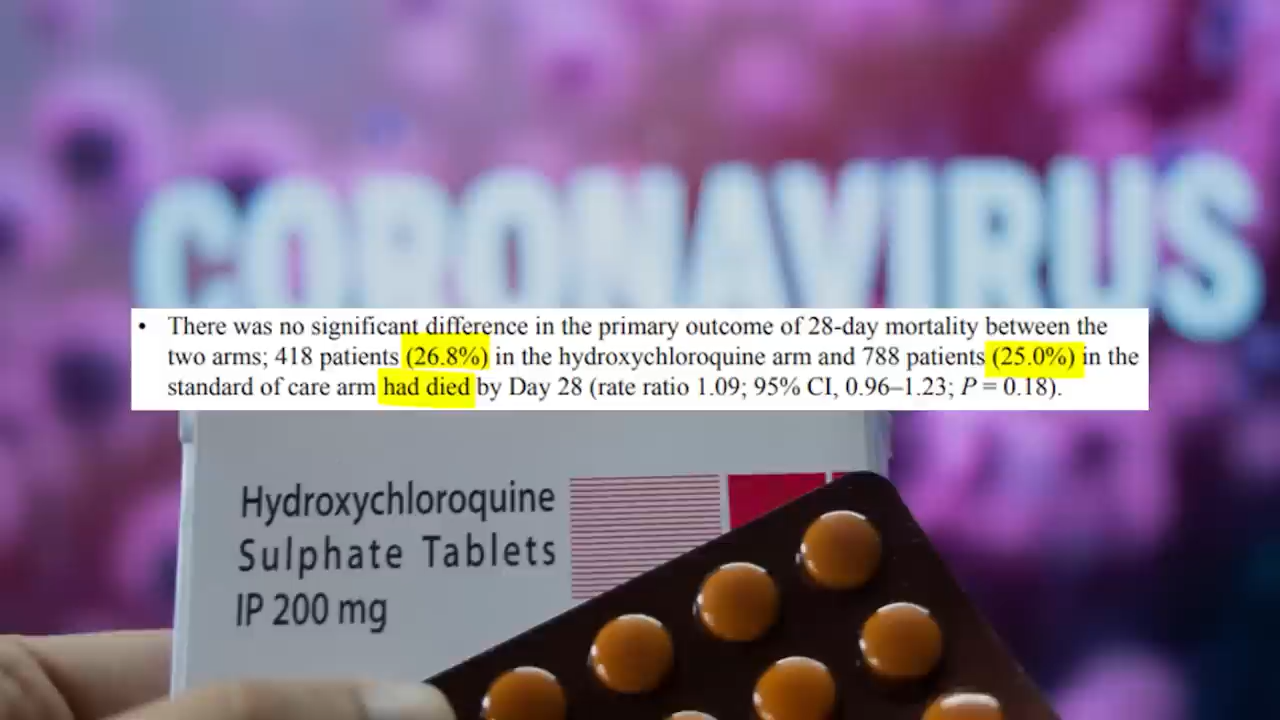 CORONAVIRUS
• There was no significant difference in the primary outcome of 28-day mortality between the
two arms; 418 patients (26.8%) in the hydroxychloroquine arm and 788 patients (25.0%) in the
standard of care arm had died by Day 28 (rate ratio 1.09; 95% CI, 0.96–1.23; P = 0.18).
Hydroxychloroquine
Sulphate Tablets
IP 200 mg